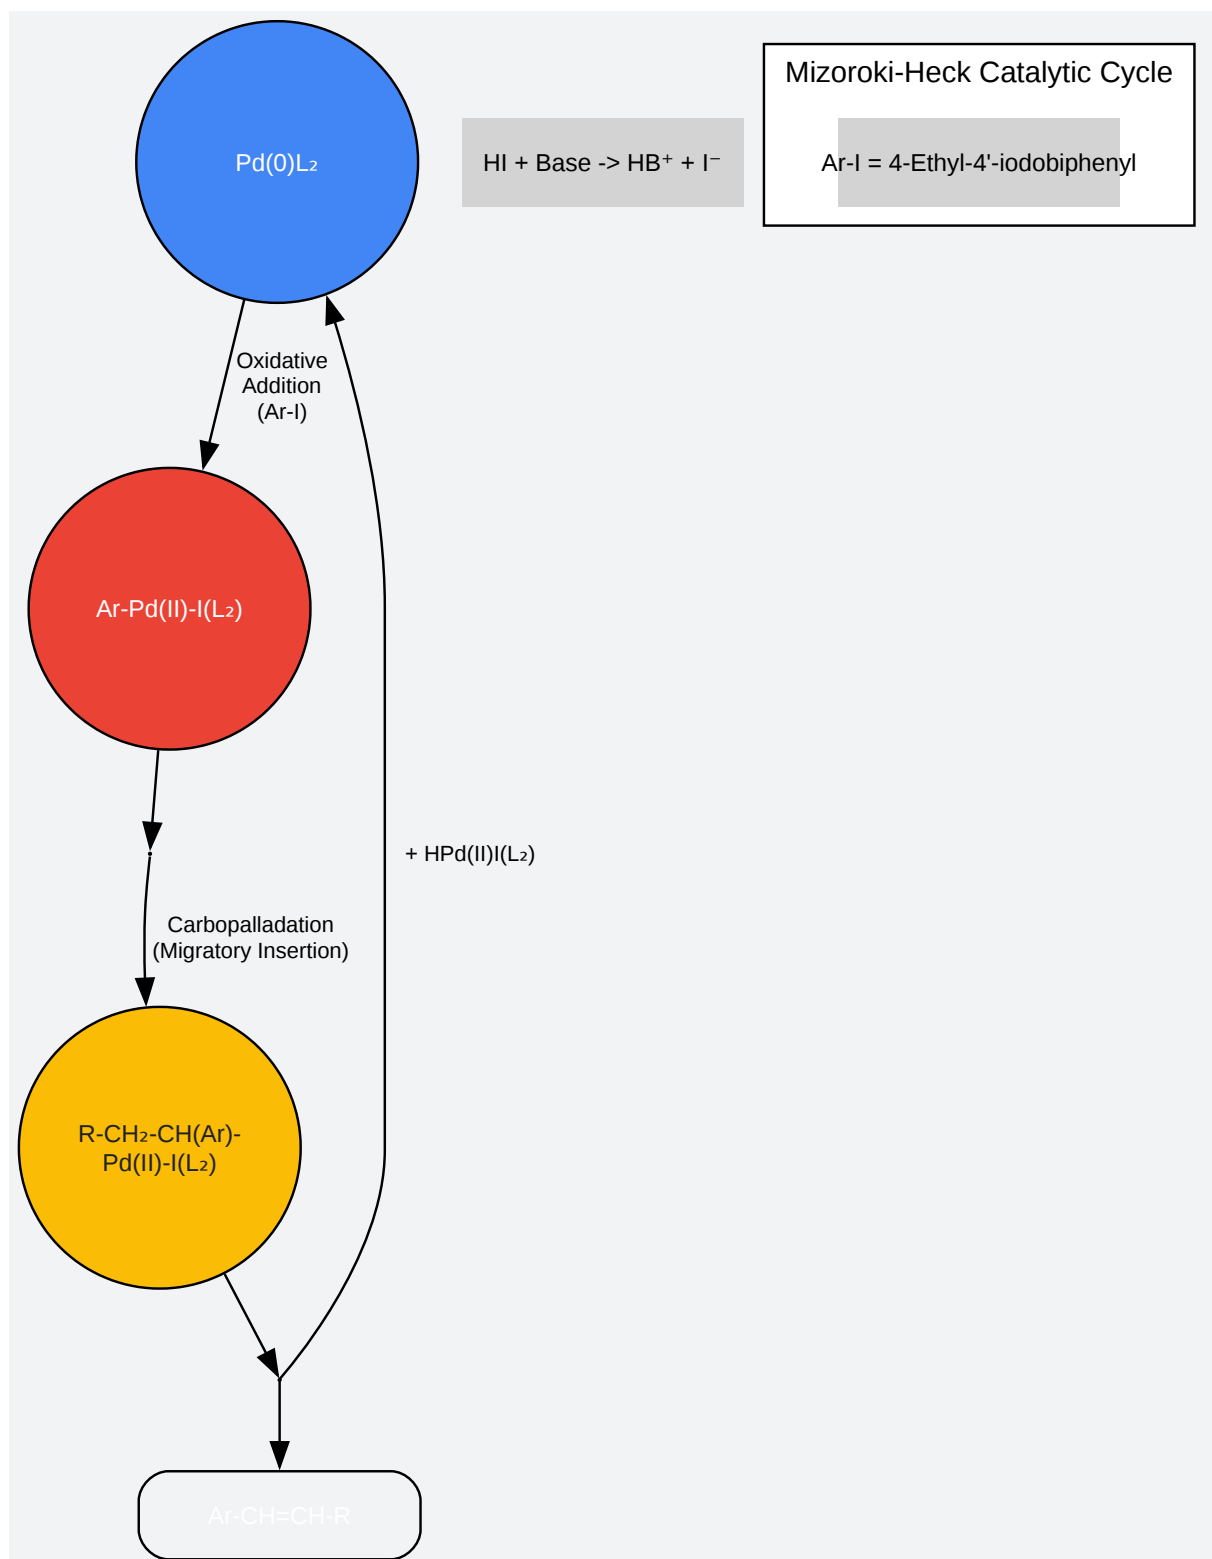 Mizoroki-Heck Catalytic Cycle
Pd(0)L₂
HI + Base -> HB⁺ + I⁻
Ar-I = 4-Ethyl-4'-iodobiphenyl
Oxidative
Addition
(Ar-I)
Ar-Pd(II)-I(L₂)
+ HPd(II)I(L₂)
Carbopalladation
(Migratory Insertion)
R-CH₂-CH(Ar)-
Pd(II)-I(L₂)
Ar-CH=CH-R